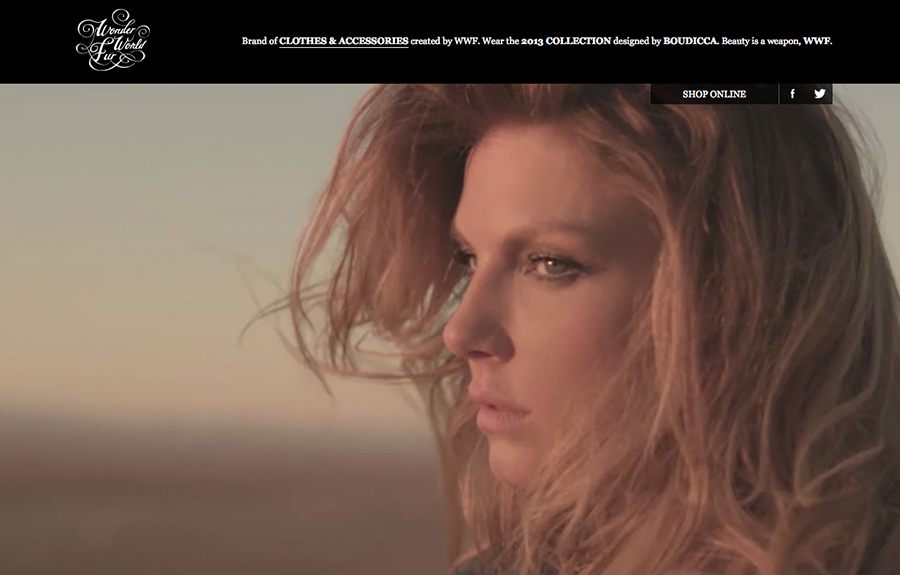 Wonder
World
Fur
Brand of CLOTHES & ACCESSORIES created by WWF. Wear the 2013 COLLECTION designed by BOUDICCA. Beauty is a weapon, WWF.
SHOP ONLINE